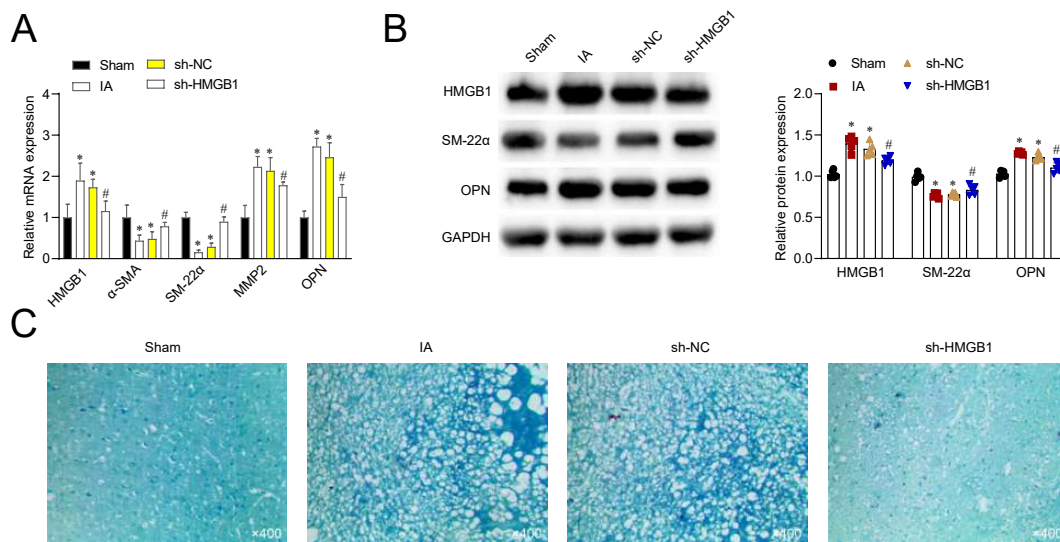 A
Sham
sh-NC
IA
sh-HMGB1
Relative mRNA expression
4
3
2
1
0
HMGB1
α-SMA
SM-22α
MMP2
OPN
* * #
* * #
* * #
* * #
* * #
B
Sham
IA
sh-NC
sh-HMGB1
HMGB1
SM-22α
OPN
GAPDH
Sham
sh-NC
IA
sh-HMGB1
Relative protein expression
2.0
1.5
1.0
0.5
0.0
* * #
* * #
* * #
HMGB1
SM-22α
OPN
C
Sham
IA
sh-NC
sh-HMGB1
×400
×400
×400
×400